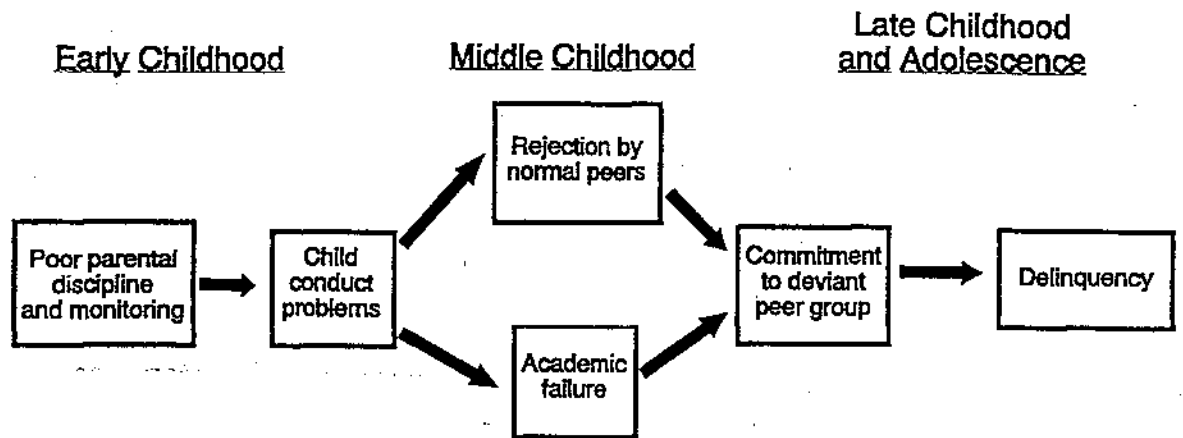 Early Childhood
Middle Childhood
Late Childhood
and Adolescence
Rejection by
normal peers
Poor parental
discipline
and monitoring
Child
conduct
problems
Academic
failure
Commitment
to deviant
peer group
Delinquency